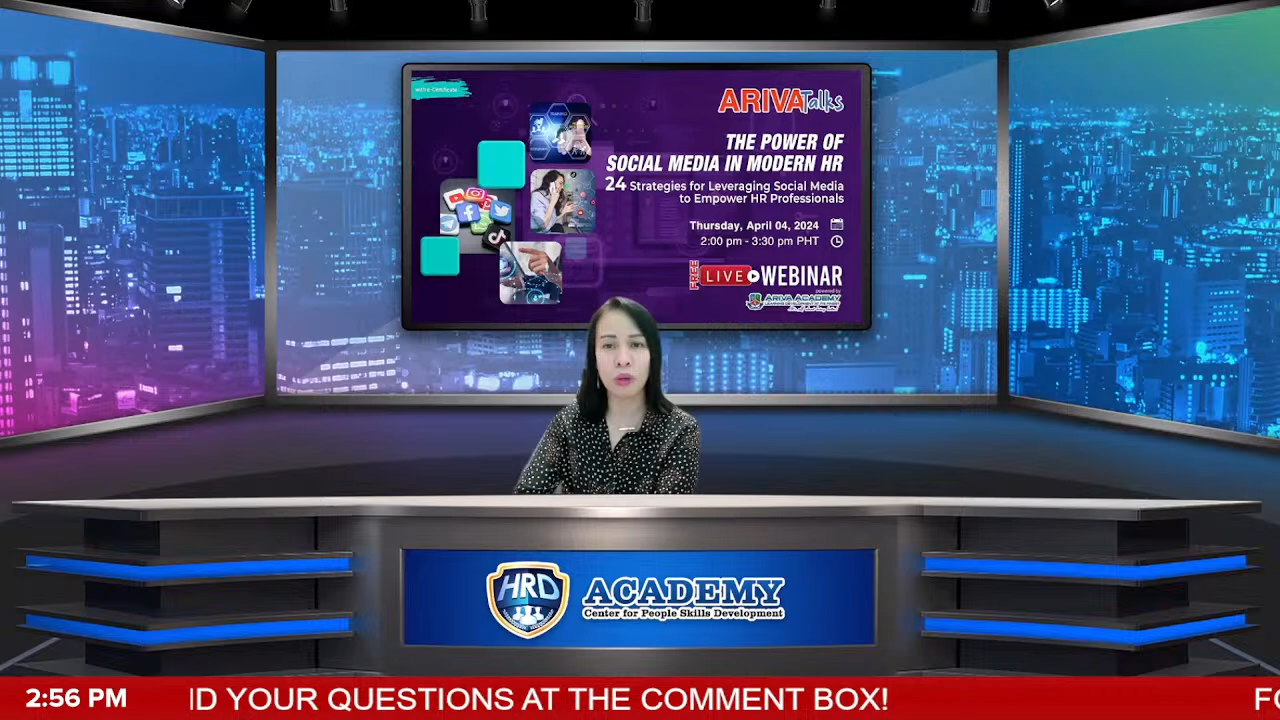 with e-Certificate
ARIVATalks
THE POWER OF
SOCIAL MEDIA IN MODERN HR
24 Strategies for Leveraging Social Media
to Empower HR Professionals
Thursday, April 04, 2024
2:00 pm - 3:30 pm PHT
FREE LIVE WEBINAR
powered by
ARIVA ACADEMY
HRD ACADEMY
Center for People Skills Development
2:56 PM ID YOUR QUESTIONS AT THE COMMENT BOX! FO